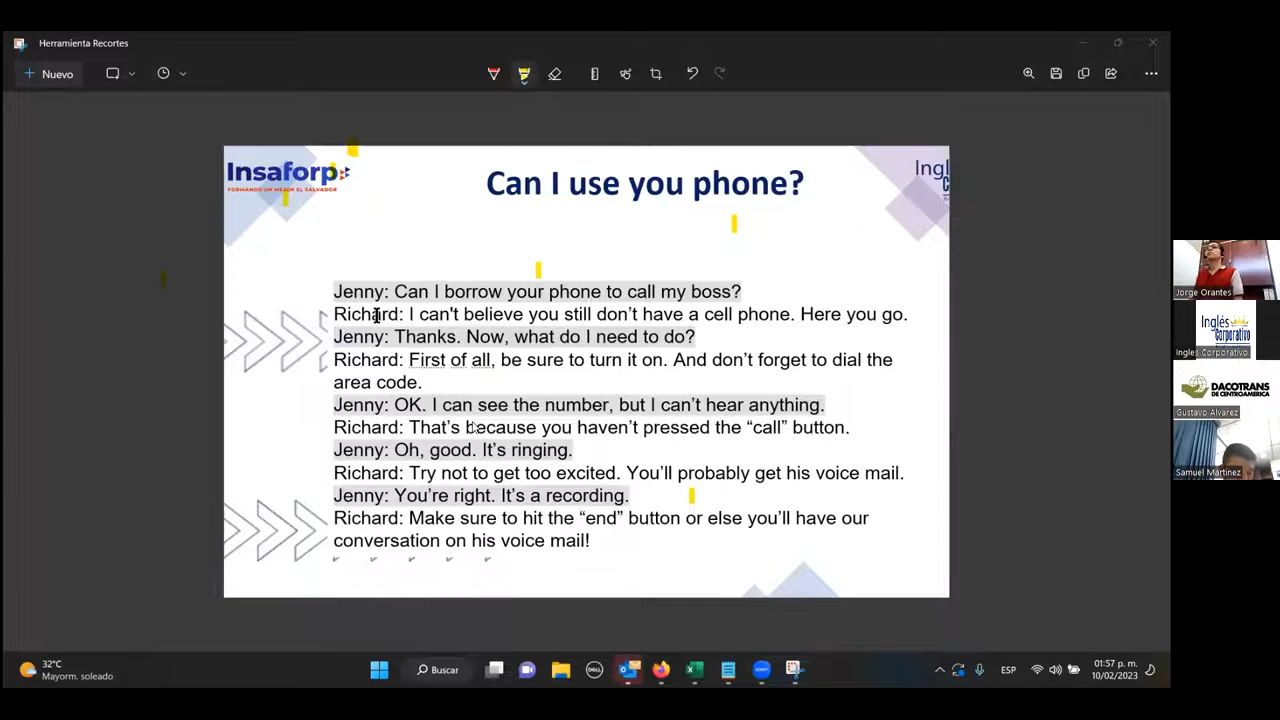 Herramienta Recortes
Nuevo
Insaforp
FORMANDO UN MEJOR EL SALVADOR
Can I use you phone?
Ingl
Jenny: Can I borrow your phone to call my boss?
Richard: I can't believe you still don’t have a cell phone. Here you go.
Jenny: Thanks. Now, what do I need to do?
Richard: First of all, be sure to turn it on. And don’t forget to dial the
area code.
Jenny: OK. I can see the number, but I can’t hear anything.
Richard: That’s because you haven’t pressed the “call” button.
Jenny: Oh, good. It’s ringing.
Richard: Try not to get too excited. You’ll probably get his voice mail.
Jenny: You’re right. It’s a recording.
Richard: Make sure to hit the “end” button or else you’ll have our
conversation on his voice mail!
Jorge Orantes
Inglés
Corporativo
Ingles Corporativo
DACOTRANS
DE CENTROAMERICA
Gustavo Alvarez
Samuel Martinez
32°C
Mayorm. soleado
Buscar
DELL
zoom
ESP
01:57 p. m.
10/02/2023